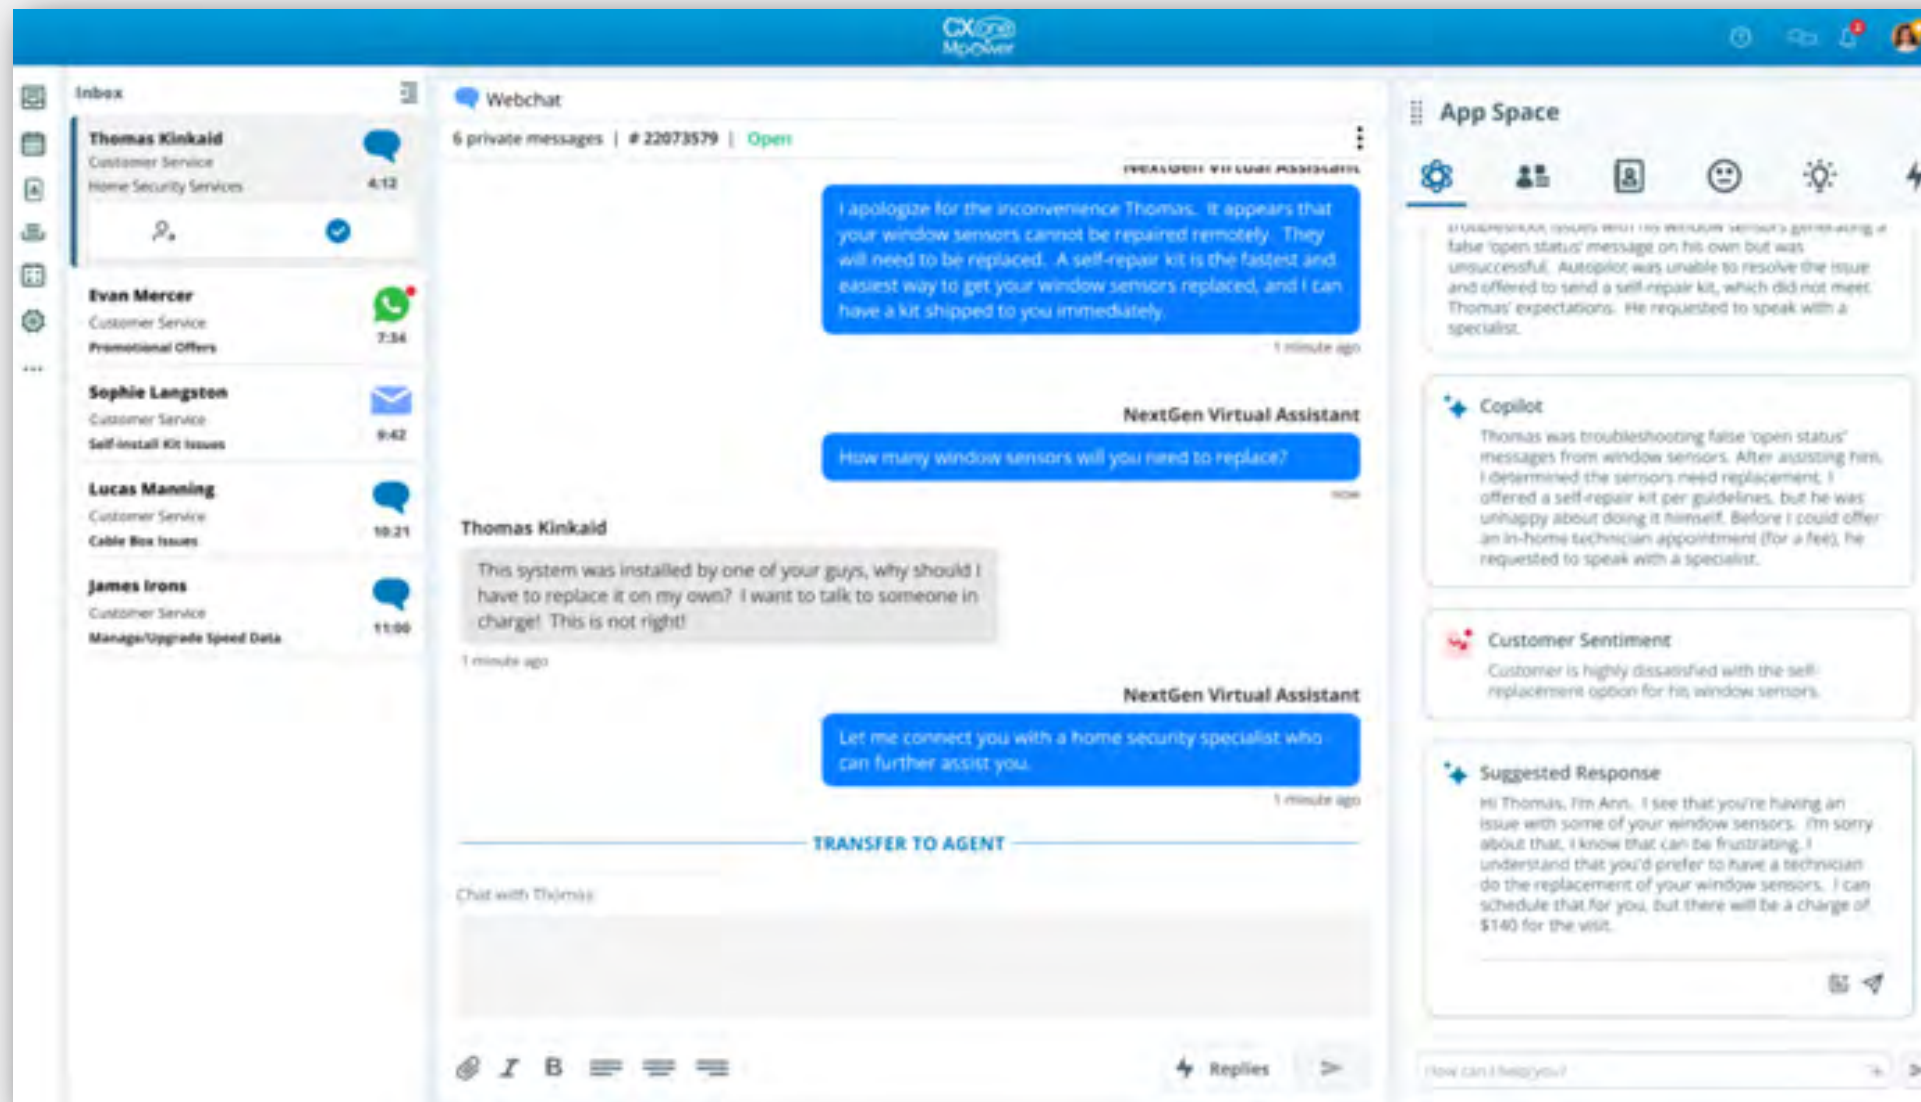 CXone
Mpower
Inbox
Thomas Kinkaid
Customer Service
Home Security Services
4:12
Evan Mercer
Customer Service
Promotional Offers
7:34
Sophie Langston
Customer Service
Self-install Kit Issues
9:42
Lucas Manning
Customer Service
Cable Box Issues
10:21
James Irons
Customer Service
Manage/Upgrade Speed Data
11:00
Webchat
6 private messages | # 22073579 | Open
NextGen Virtual Assistant
I apologize for the inconvenience Thomas. It appears that
your window sensors cannot be repaired remotely. They
will need to be replaced. A self-repair kit is the fastest and
easiest way to get your window sensors replaced, and I can
have a kit shipped to you immediately.
1 minute ago
NextGen Virtual Assistant
How many window sensors will you need to replace?
now
Thomas Kinkaid
This system was installed by one of your guys, why should I
have to replace it on my own? I want to talk to someone in
charge! This is not right!
1 minute ago
NextGen Virtual Assistant
Let me connect you with a home security specialist who
can further assist you.
1 minute ago
TRANSFER TO AGENT
Chat with Thomas
Replies
App Space
troubleshoot issues with his window sensors generating a
false 'open status' message on his own but was
unsuccessful. Autopilot was unable to resolve the issue
and offered to send a self-repair kit, which did not meet
Thomas' expectations. He requested to speak with a
specialist.
Copilot
Thomas was troubleshooting false 'open status'
messages from window sensors. After assisting him,
I determined the sensors need replacement. I
offered a self-repair kit per guidelines, but he was
unhappy about doing it himself. Before I could offer
an in-home technician appointment (for a fee), he
requested to speak with a specialist.
Customer Sentiment
Customer is highly dissatisfied with the self-
replacement option for his window sensors.
Suggested Response
Hi Thomas, I'm Ann. I see that you're having an
issue with some of your window sensors. I'm sorry
about that, I know that can be frustrating. I
understand that you'd prefer to have a technician
do the replacement of your window sensors. I can
schedule that for you, but there will be a charge of
$140 for the visit.
How can I help you?